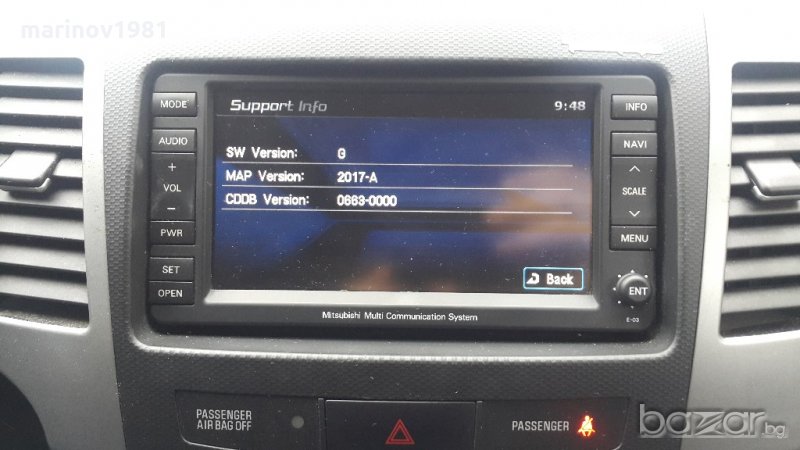 marinov1981
MODE
Support Info
9:48
INFO
AUDIO
NAVI
SW Version: G
+
VOL
MAP Version: 2017-A
SCALE
CDDB Version: 0663-0000
−
PWR
MENU
SET
Back
OPEN
ENT
Mitsubishi Multi Communication System
E-03
PASSENGER
AIR BAG OFF
PASSENGER
bazar.bg